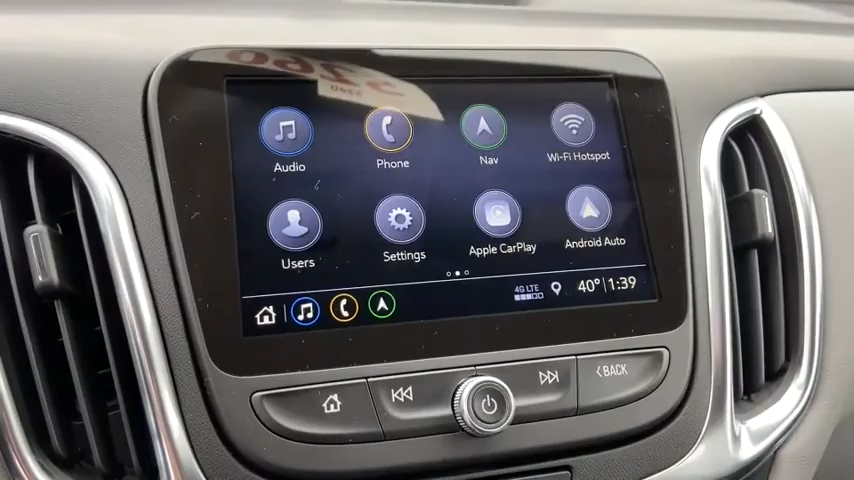 Audio
Phone
Nav
Wi-Fi Hotspot
Users
Settings
Apple CarPlay
Android Auto
4G LTE
40° 1:39
BACK